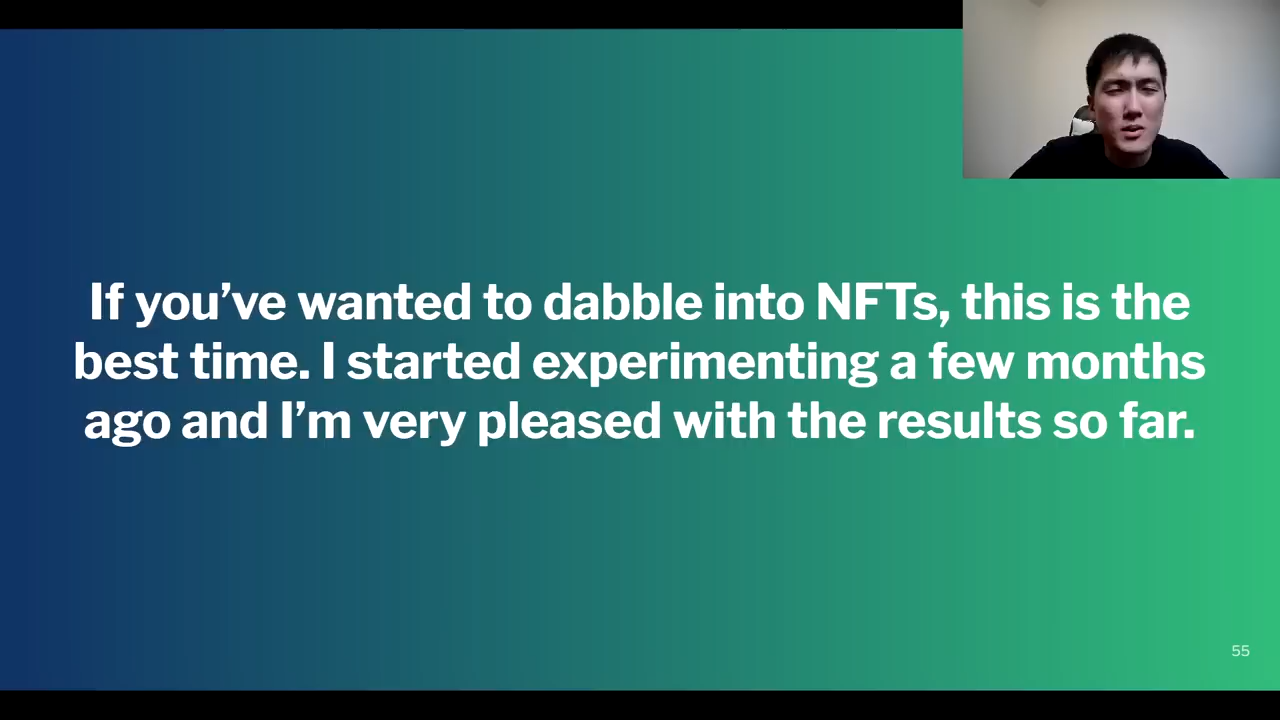 If you’ve wanted to dabble into NFTs, this is the
best time. I started experimenting a few months
ago and I’m very pleased with the results so far.
55